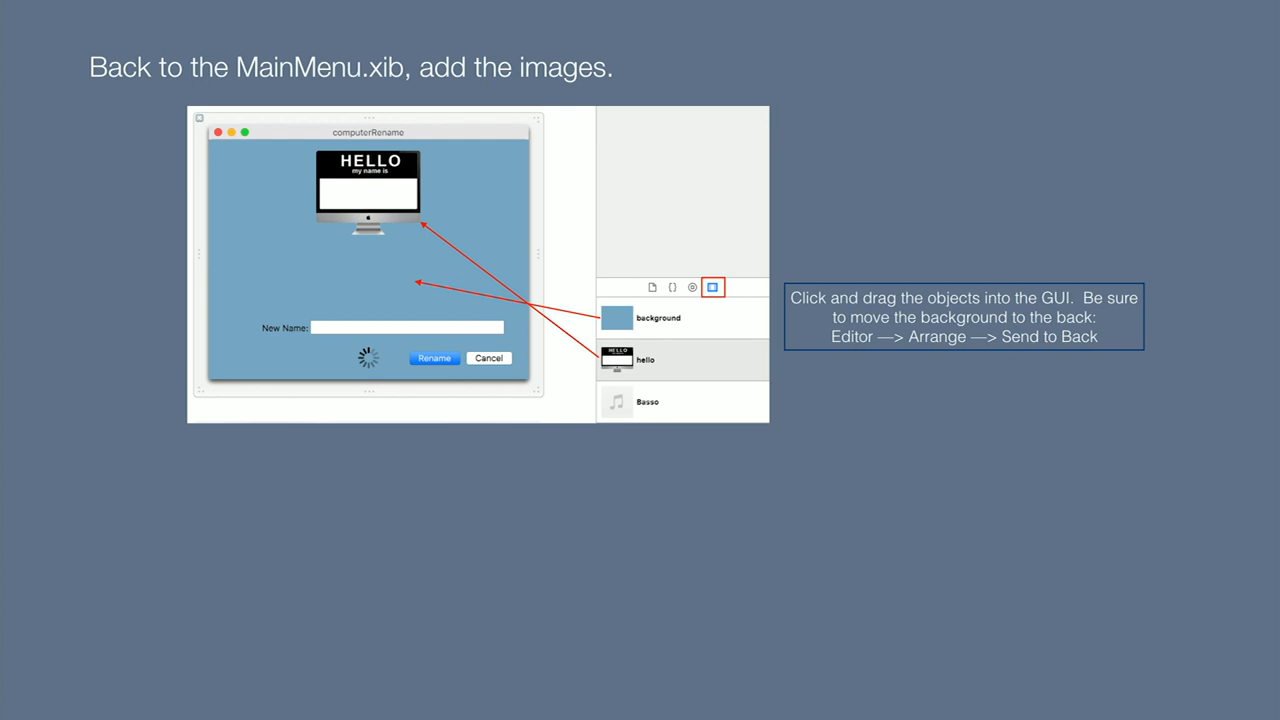 Back to the MainMenu.xib, add the images.
computerRename
HELLO
my name is
New Name:
Rename
Cancel
background
HELLO
hello
Basso
Click and drag the objects into the GUI. Be sure
to move the background to the back:
Editor —> Arrange —> Send to Back